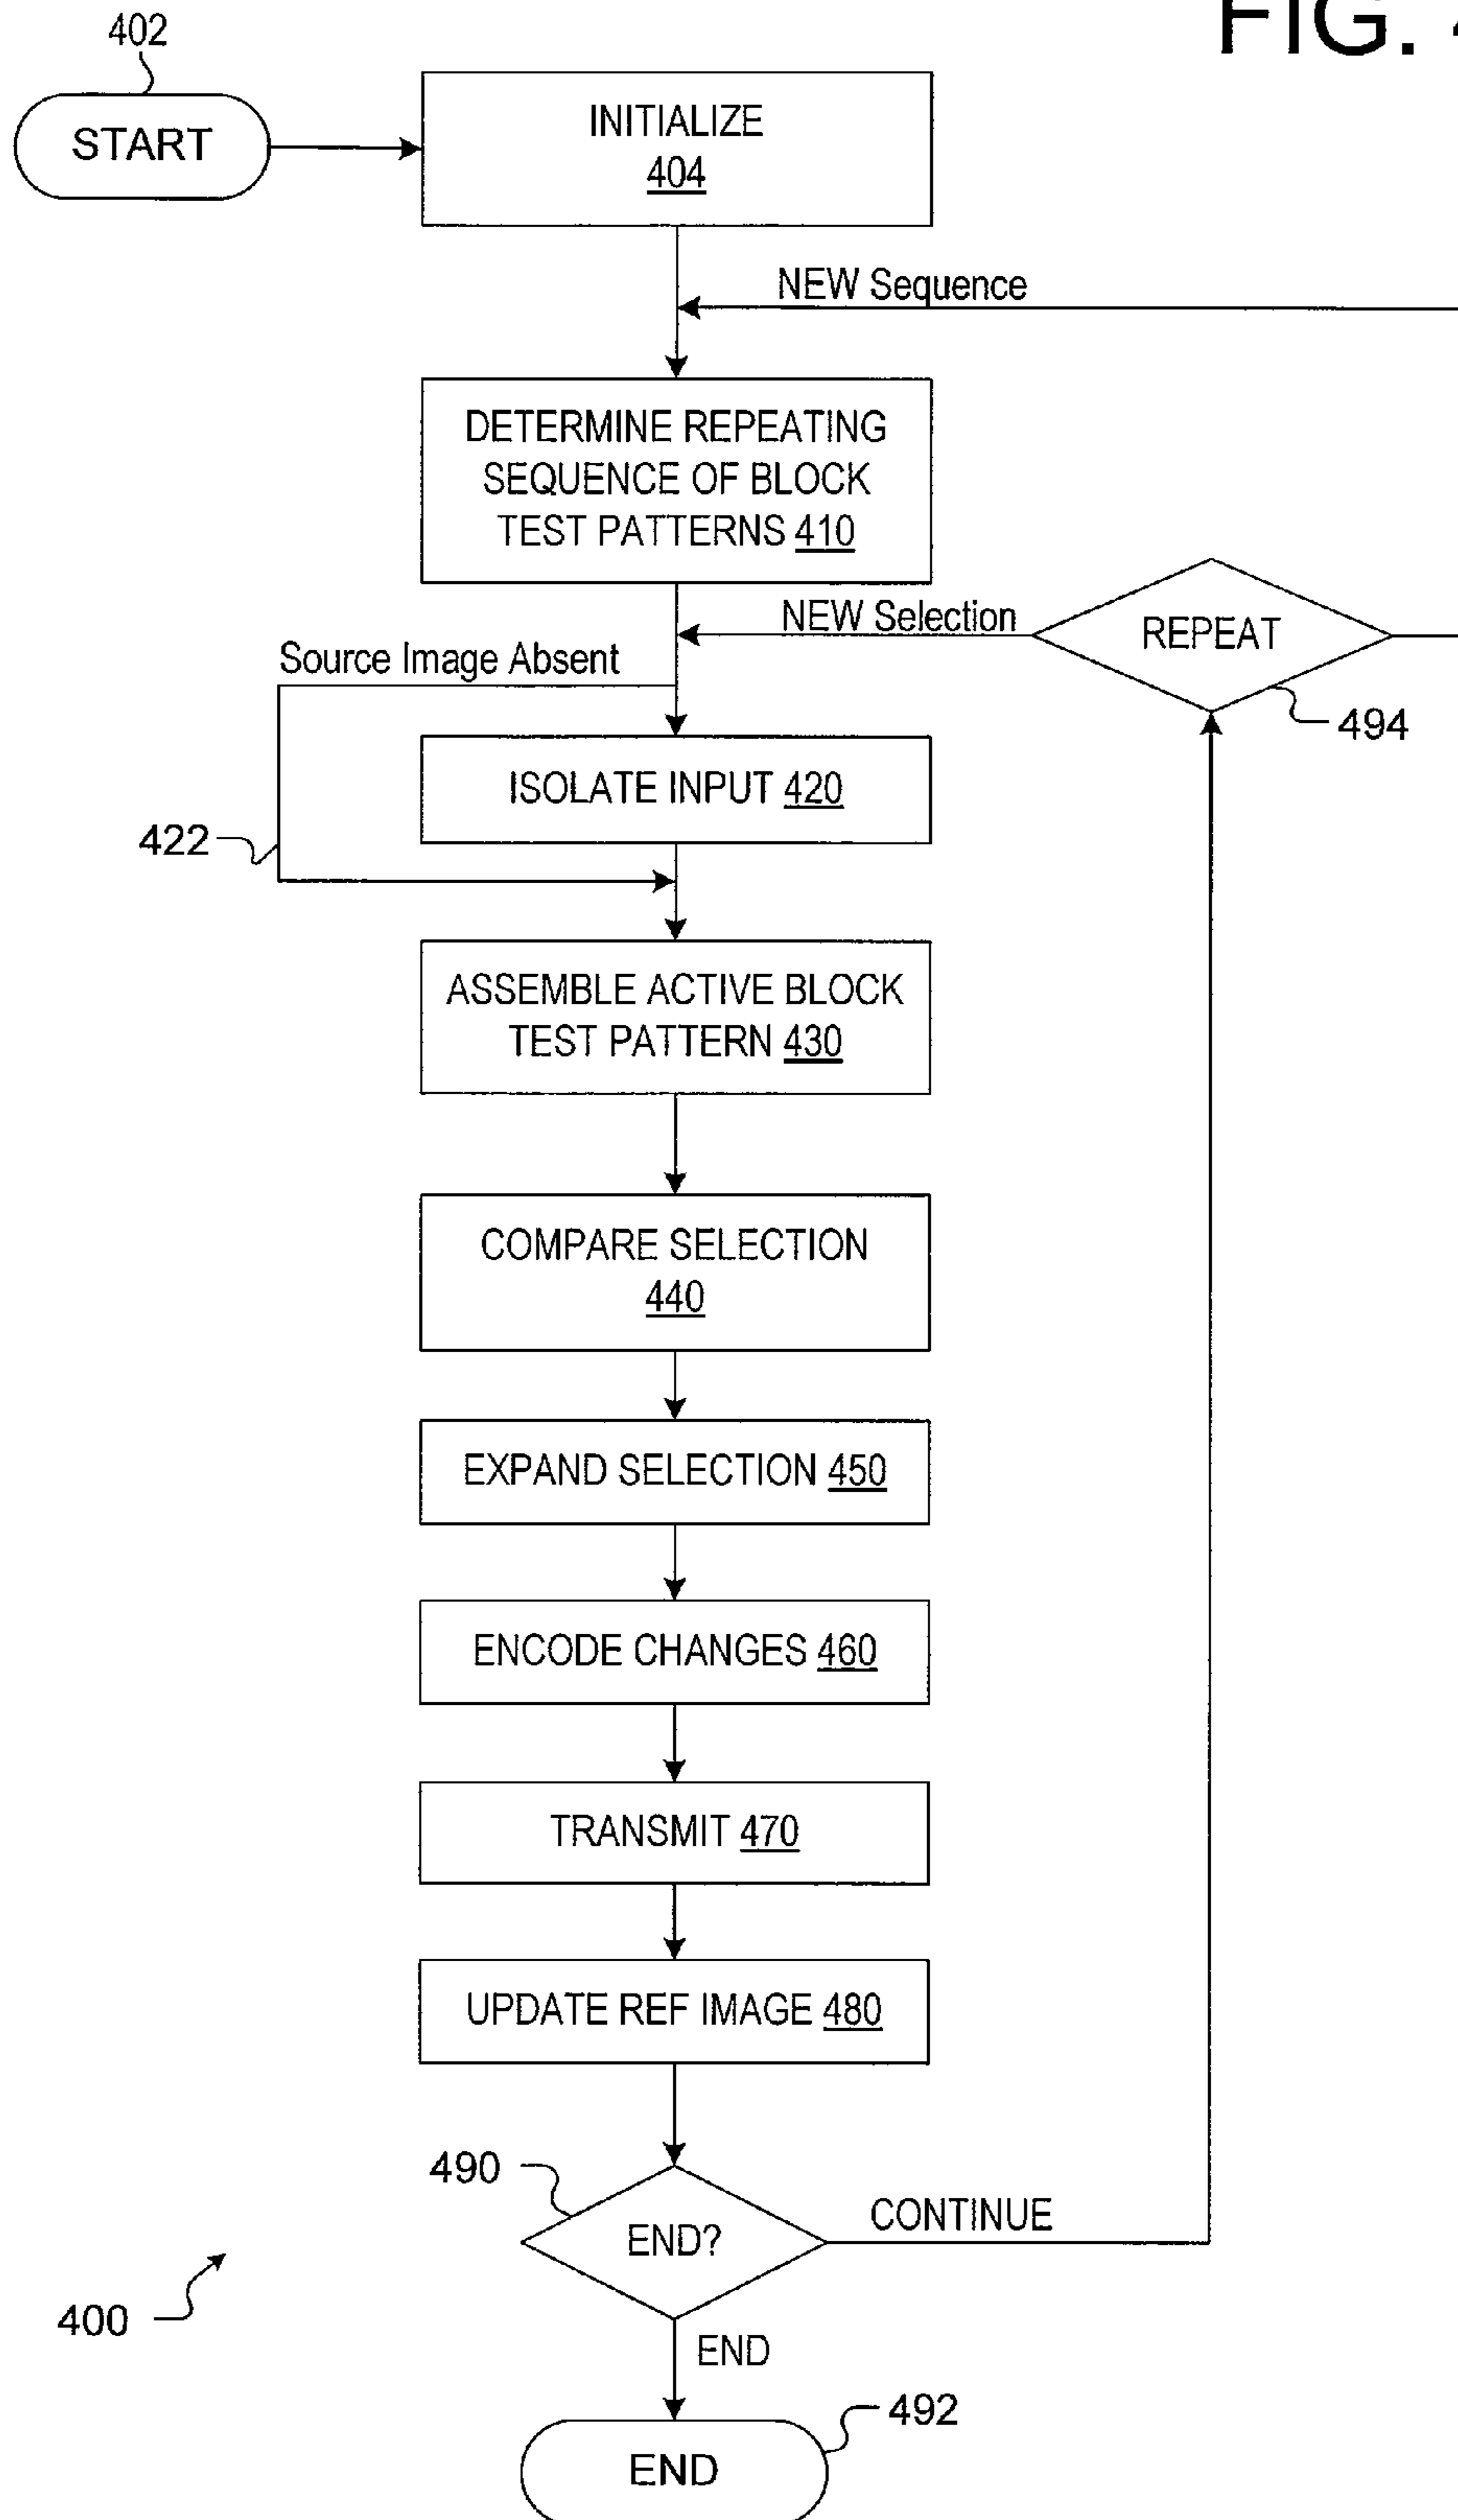 FIG. 4
402
START
INITIALIZE
404
NEW Sequence
DETERMINE REPEATING
SEQUENCE OF BLOCK
TEST PATTERNS 410
NEW Selection
REPEAT
494
Source Image Absent
ISOLATE INPUT 420
422
ASSEMBLE ACTIVE BLOCK
TEST PATTERN 430
COMPARE SELECTION
440
EXPAND SELECTION 450
ENCODE CHANGES 460
TRANSMIT 470
UPDATE REF IMAGE 480
490
END?
CONTINUE
400
END
492
END